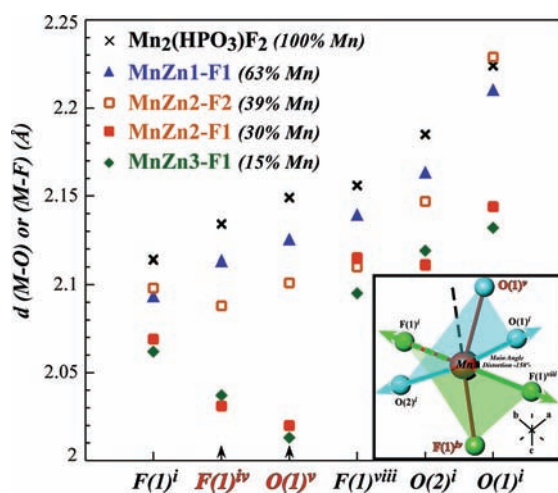 Mn₂(HPO₃)F₂ (100% Mn)
MnZn1-F1 (63% Mn)
MnZn2-F2 (39% Mn)
MnZn2-F1 (30% Mn)
MnZn3-F1 (15% Mn)
d (M-O) or (M-F) (Å)
2.25
2.2
2.15
2.1
2.05
2
O(1)ᵛ
F(1)ⁱ
O(1)ⁱ
Mn
Main Angle
Distortion ~158º
O(2)ⁱ
F(1)ᵛⁱⁱⁱ
F(1)ⁱᵛ
b a
c
F(1)ⁱ F(1)ⁱᵛ O(1)ᵛ F(1)ᵛⁱⁱⁱ O(2)ⁱ O(1)ⁱ